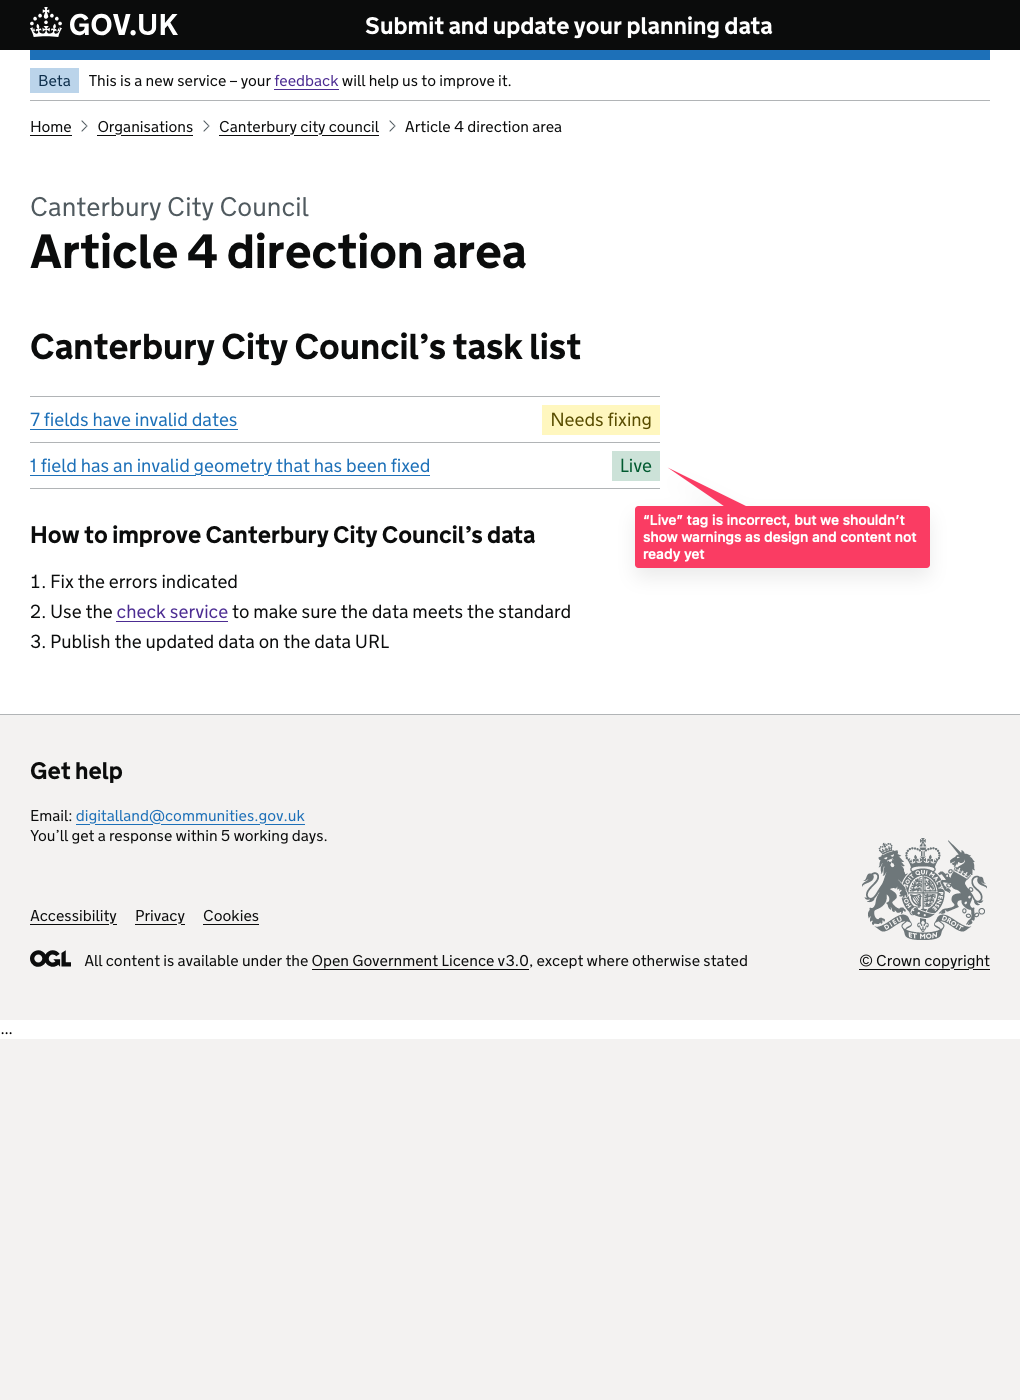 GOV.UK
Submit and update your planning data
Beta
This is a new service – your feedback will help us to improve it.
Home
Organisations
Canterbury city council
Article 4 direction area
Canterbury City Council
Article 4 direction area
Canterbury City Council’s task list
7 fields have invalid dates
Needs fixing
1 field has an invalid geometry that has been fixed
Live
“Live” tag is incorrect, but we shouldn’t
show warnings as design and content not
ready yet
How to improve Canterbury City Council’s data
1. Fix the errors indicated
2. Use the check service to make sure the data meets the standard
3. Publish the updated data on the data URL
Get help
Email: digitalland@communities.gov.uk
You’ll get a response within 5 working days.
Accessibility
Privacy
Cookies
OGL
All content is available under the Open Government Licence v3.0, except where otherwise stated
© Crown copyright
...